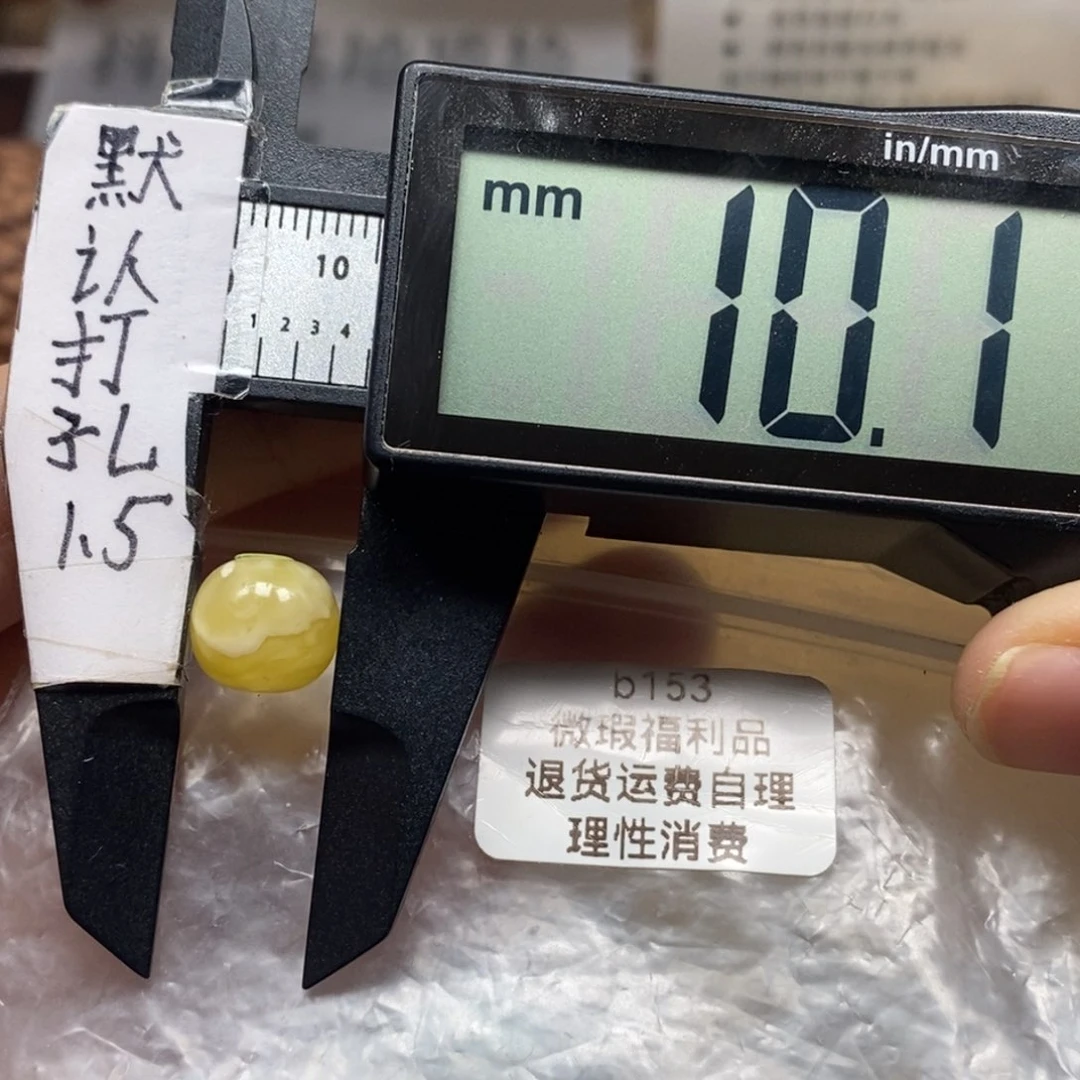 默
认
打
孔
1.5
in/mm
mm
10.1
10
1 2 3 4
b153
微瑕福利品
退货运费自理
理性消费